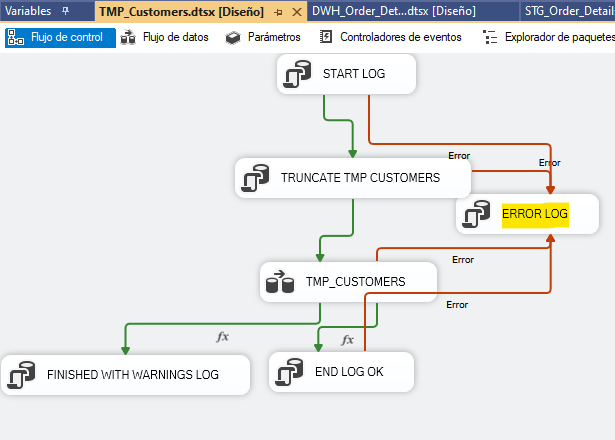 Variables
TMP_Customers.dtsx [Diseño]
DWH_Order_Det...dtsx [Diseño]
STG_Order_Detail
Flujo de control
Flujo de datos
Parámetros
Controladores de eventos
Explorador de paquetes
START LOG
Error
Error
TRUNCATE TMP CUSTOMERS
ERROR LOG
Error
TMP_CUSTOMERS
Error
fx
fx
FINISHED WITH WARNINGS LOG
END LOG OK